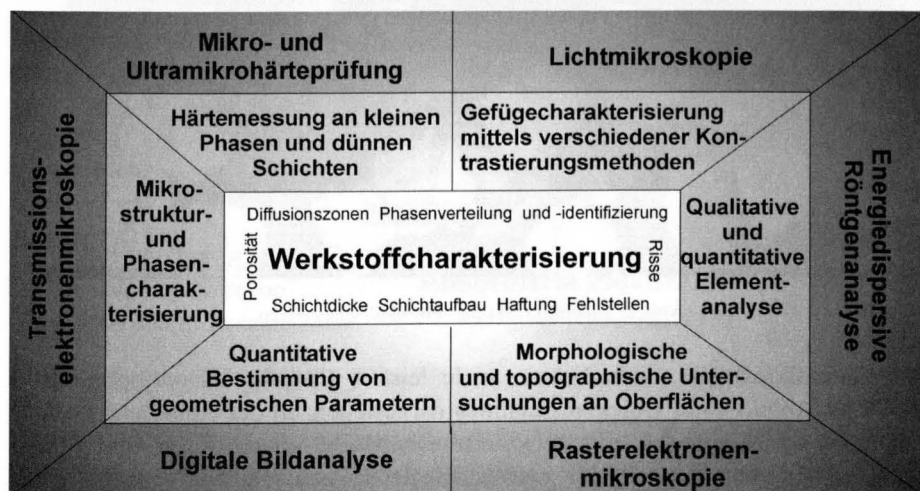 Mikro- und
Ultramikrohärteprüfung
Lichtmikroskopie
Härtemessung an kleinen
Phasen und dünnen
Schichten
Gefügecharakterisierung
mittels verschiedener Kon-
trastierungsmethoden
Transmissions-
elektronenmikroskopie
Mikro-
struktur-
und
Phasen-
charak-
terisierung
Diffusionszonen Phasenverteilung und -identifizierung
Porosität
Werkstoffcharakterisierung
Risse
Schichtdicke Schichtaufbau Haftung Fehlstellen
Qualitative
und
quantitative
Element-
analyse
Energiedispersive
Röntgenanalyse
Quantitative
Bestimmung von
geometrischen Parametern
Morphologische
und topographische Unter-
suchungen an Oberflächen
Digitale Bildanalyse
Rasterelektronen-
mikroskopie